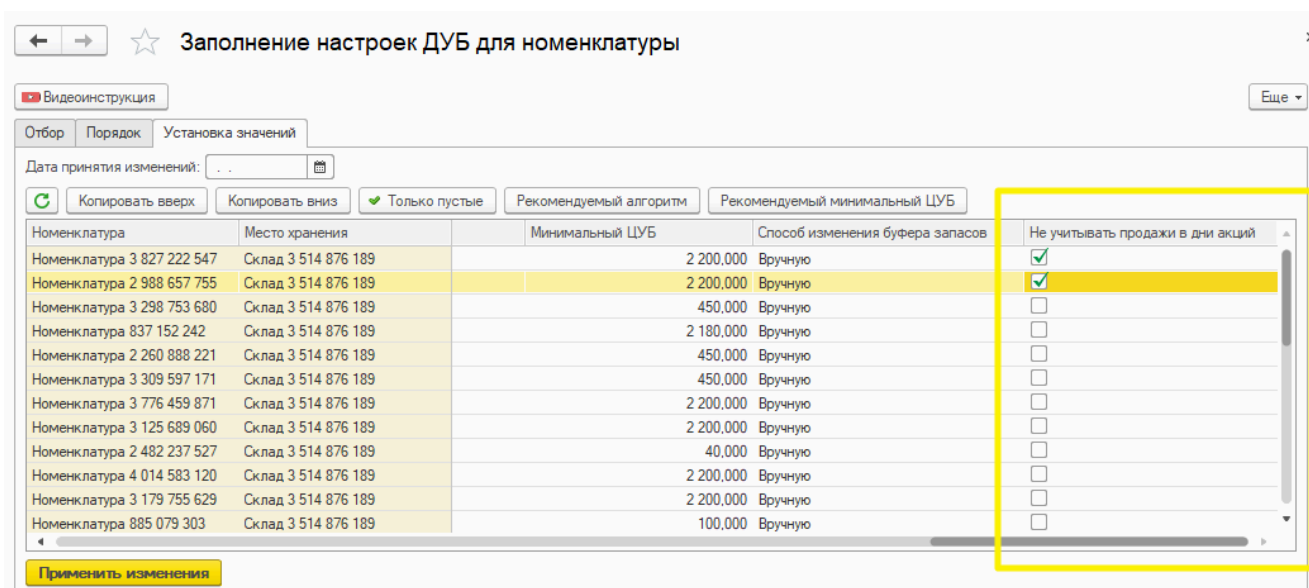 Заполнение настроек ДУБ для номенклатуры
Видеоинструкция Еще
Отбор Порядок Установка значений
Дата принятия изменений: . .
Копировать вверх Копировать вниз Только пустые Рекомендуемый алгоритм Рекомендуемый минимальный ЦУБ
Номенклатура Место хранения Минимальный ЦУБ Способ изменения буфера запасов Не учитывать продажи в дни акций
Номенклатура 3 827 222 547 Склад 3 514 876 189 2 200,000 Вручную
Номенклатура 2 988 657 755 Склад 3 514 876 189 2 200,000 Вручную
Номенклатура 3 298 753 680 Склад 3 514 876 189 450,000 Вручную
Номенклатура 837 152 242 Склад 3 514 876 189 2 180,000 Вручную
Номенклатура 2 260 888 221 Склад 3 514 876 189 450,000 Вручную
Номенклатура 3 309 597 171 Склад 3 514 876 189 450,000 Вручную
Номенклатура 3 776 459 871 Склад 3 514 876 189 2 200,000 Вручную
Номенклатура 3 125 689 060 Склад 3 514 876 189 2 200,000 Вручную
Номенклатура 2 482 237 527 Склад 3 514 876 189 40,000 Вручную
Номенклатура 4 014 583 120 Склад 3 514 876 189 2 200,000 Вручную
Номенклатура 3 179 755 629 Склад 3 514 876 189 2 200,000 Вручную
Номенклатура 885 079 303 Склад 3 514 876 189 100,000 Вручную
Применить изменения